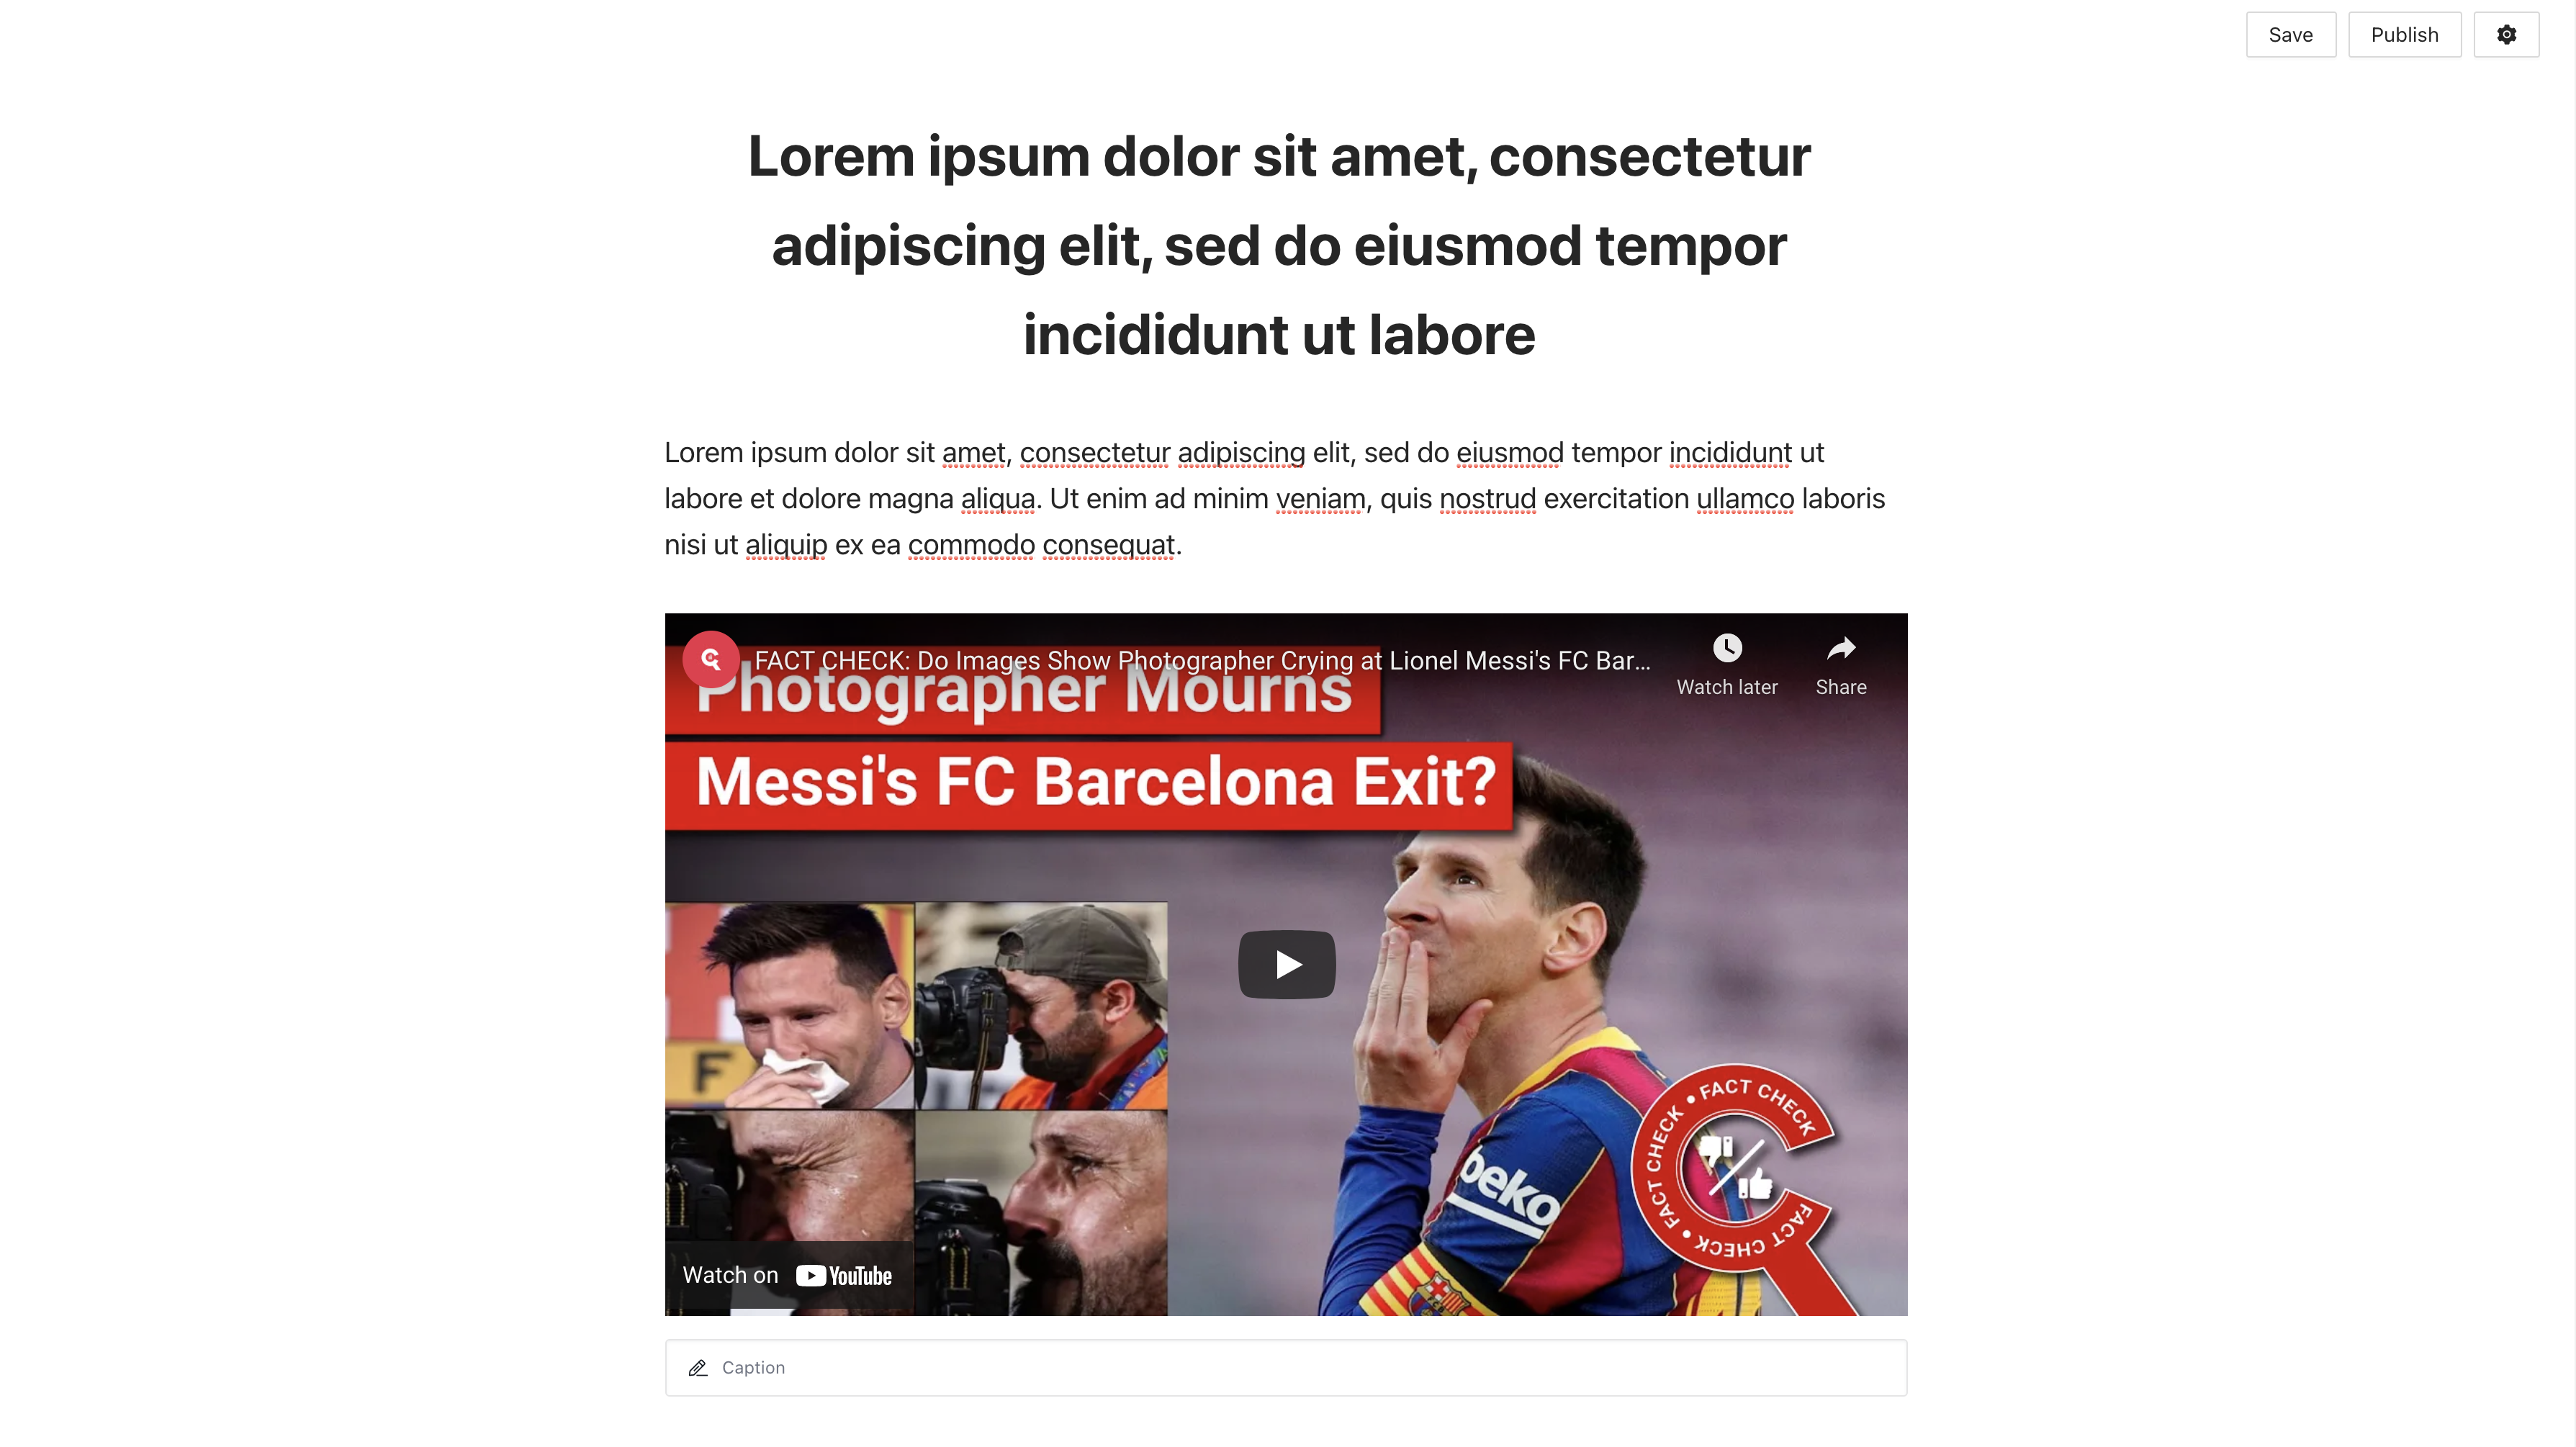 Save
Publish
Lorem ipsum dolor sit amet, consectetur
adipiscing elit, sed do eiusmod tempor
incididunt ut labore
Lorem ipsum dolor sit amet, consectetur adipiscing elit, sed do eiusmod tempor incididunt ut
labore et dolore magna aliqua. Ut enim ad minim veniam, quis nostrud exercitation ullamco laboris
nisi ut aliquip ex ea commodo consequat.
FACT CHECK: Do Images Show Photographer Crying at Lionel Messi's FC Bar...
Watch later
Share
Photographer Mourns
Messi's FC Barcelona Exit?
F
beko
FACT CHECK • FACT CHECK • FACT CHECK
Watch on YouTube
Caption